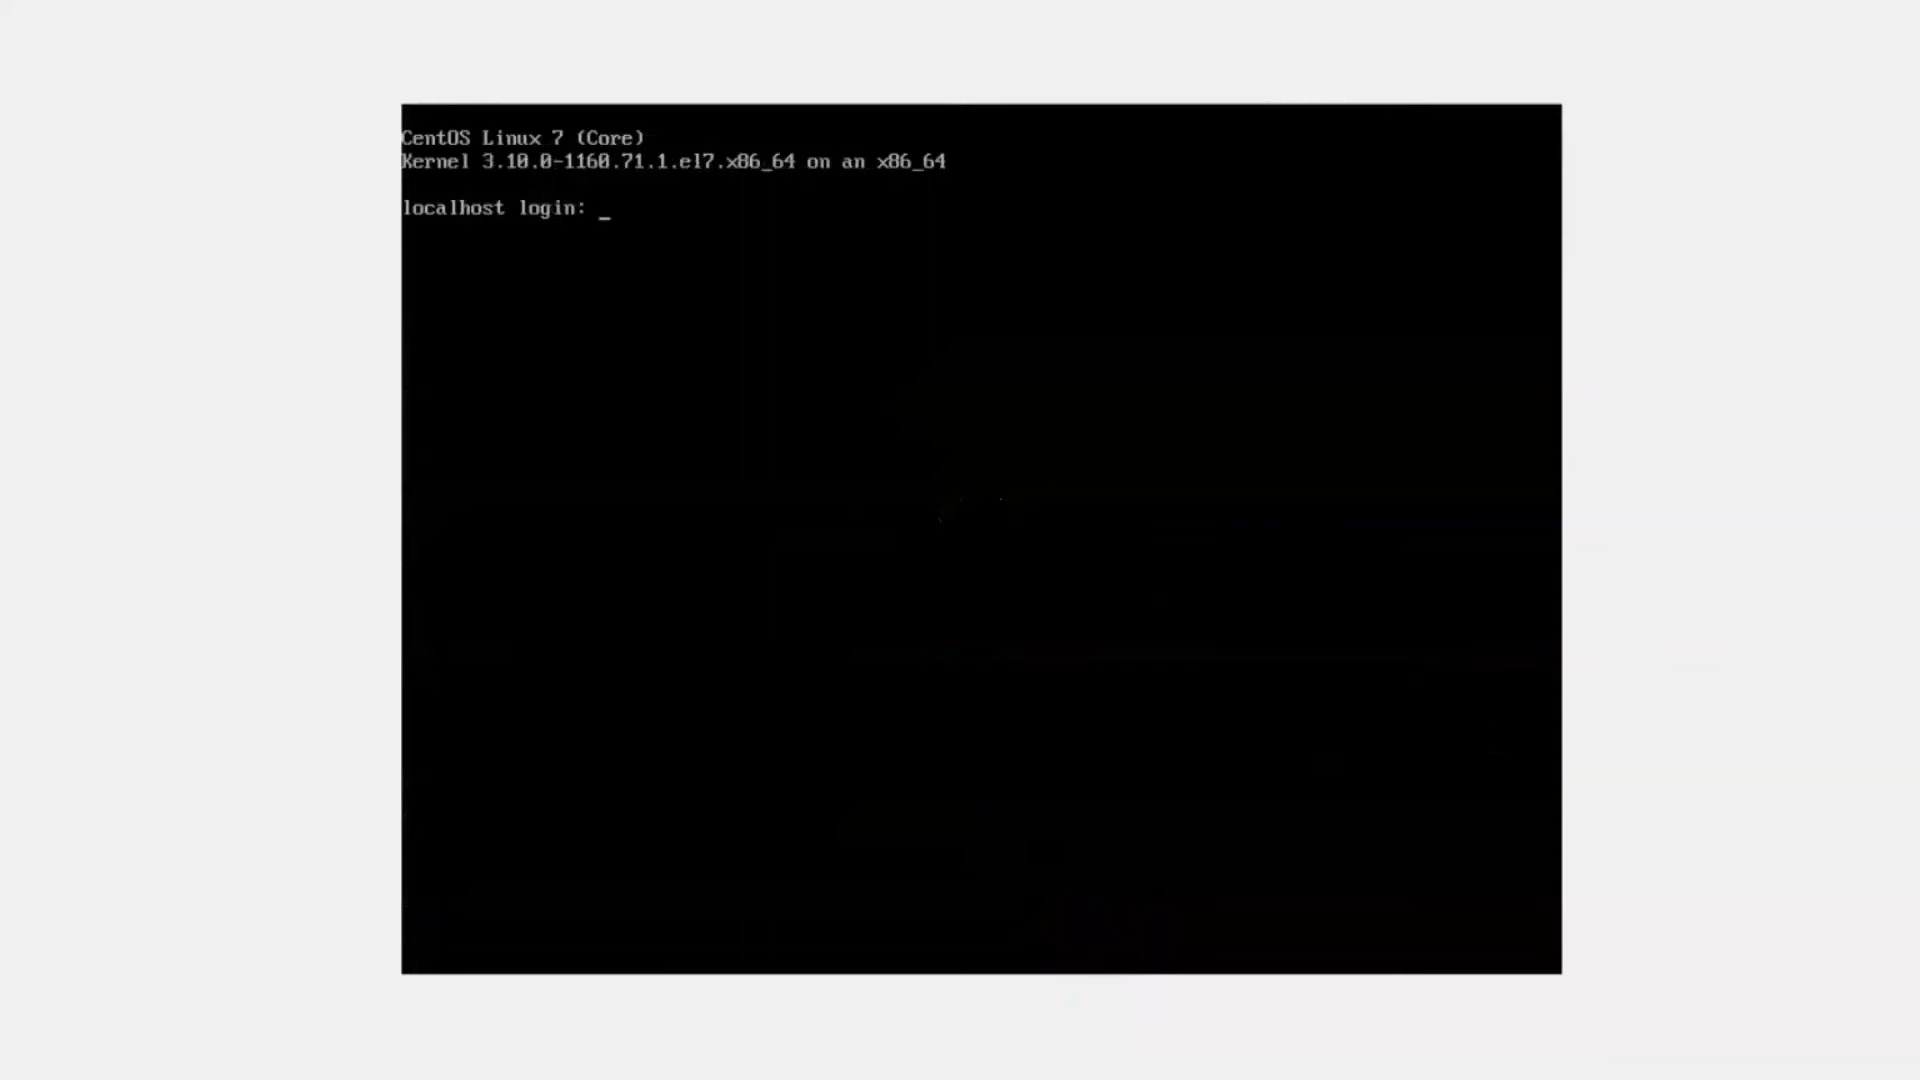 CentOS Linux 7 (Core)
Kernel 3.10.0-1160.71.1.el7.x86_64 on an x86_64
localhost login: _